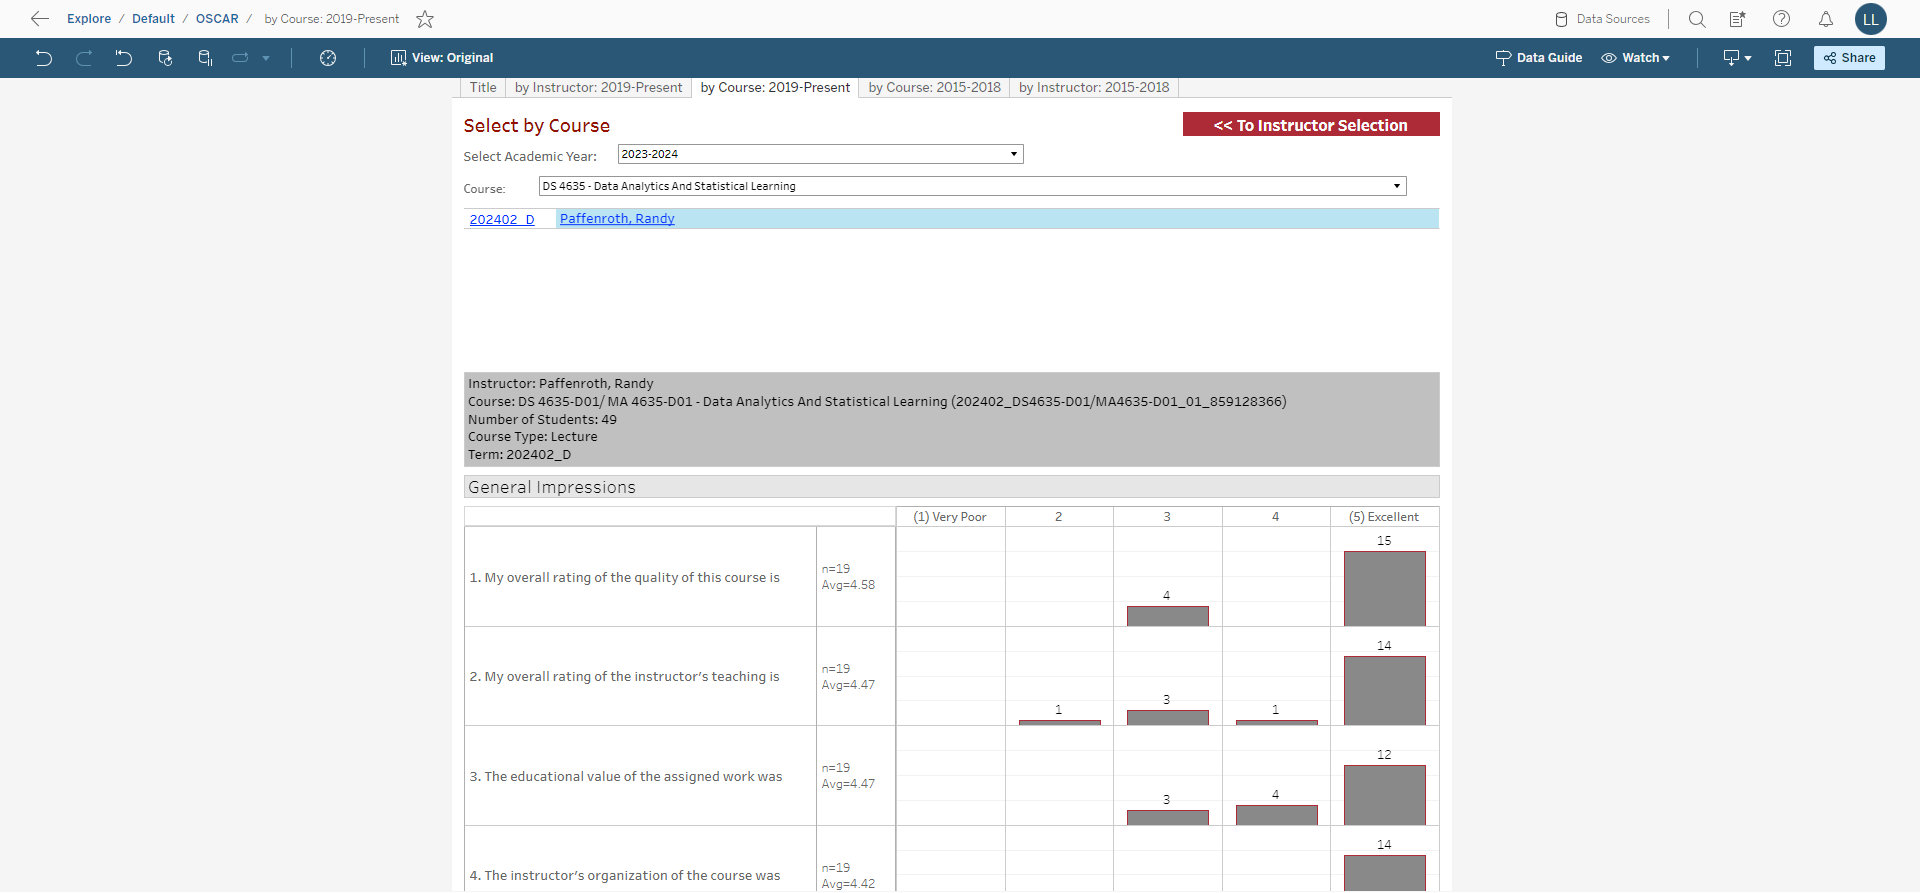 Explore / Default / OSCAR / by Course: 2019-Present
Data Sources
LL
View: Original
Data Guide
Watch
Share
Title
by Instructor: 2019-Present
by Course: 2019-Present
by Course: 2015-2018
by Instructor: 2015-2018
Select by Course
<< To Instructor Selection
Select Academic Year:
2023-2024
Course:
DS 4635 - Data Analytics And Statistical Learning
202402_D
Paffenroth, Randy
Instructor: Paffenroth, Randy
Course: DS 4635-D01/ MA 4635-D01 - Data Analytics And Statistical Learning (202402_DS4635-D01/MA4635-D01_01_859128366)
Number of Students: 49
Course Type: Lecture
Term: 202402_D
General Impressions
(1) Very Poor 2 3 4 (5) Excellent
1. My overall rating of the quality of this course is
n=19
Avg=4.58
4 15
2. My overall rating of the instructor's teaching is
n=19
Avg=4.47
1 3 1 14
3. The educational value of the assigned work was
n=19
Avg=4.47
3 4 12
4. The instructor's organization of the course was
n=19
Avg=4.42
14